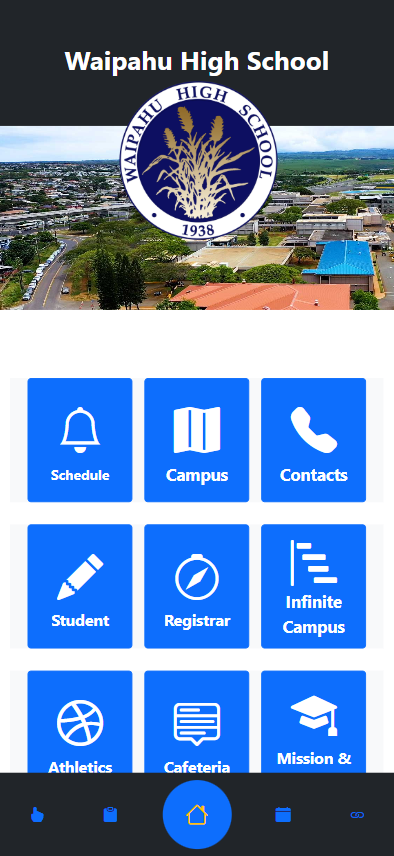 Waipahu High School
WAIPAHU HIGH SCHOOL
1938
Schedule
Campus
Contacts
Student
Registrar
Infinite
Campus
Athletics
Cafeteria
Mission &